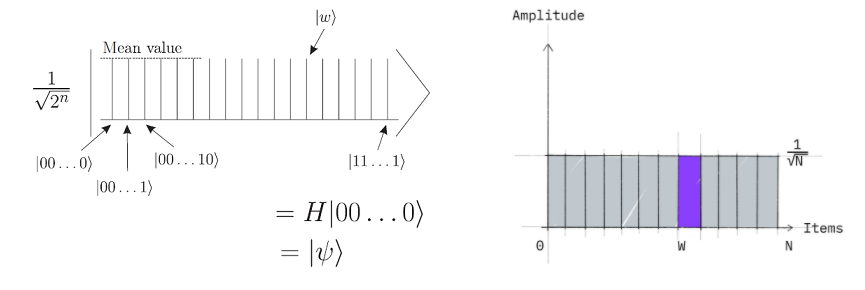 |w⟩
Mean value
1
√2ⁿ
|00...0⟩
|00...10⟩
|11...1⟩
|00...1⟩
= H|00...0⟩
= |ψ⟩
Amplitude
1
√N
Items
0
W
N